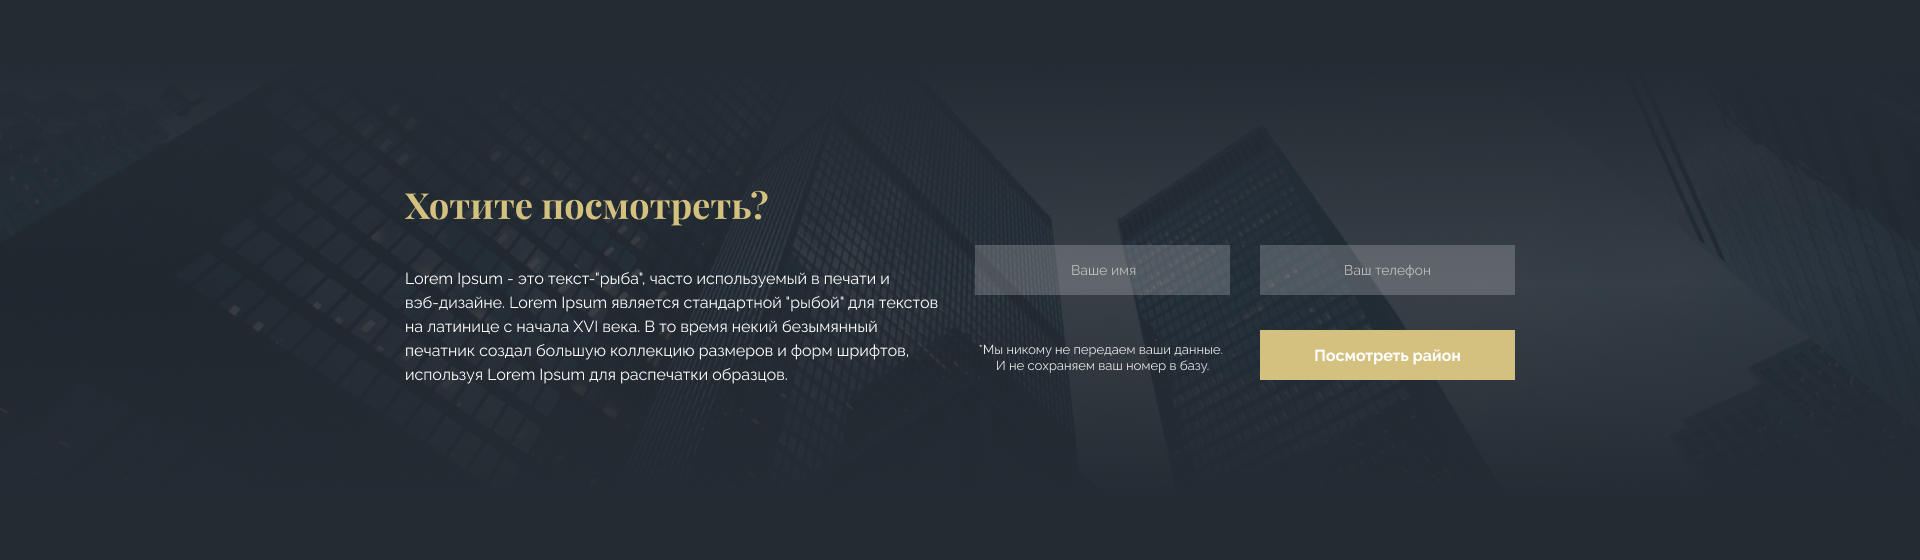 Хотите посмотреть?
Lorem Ipsum - это текст-"рыба", часто используемый в печати и
вэб-дизайне. Lorem Ipsum является стандартной "рыбой" для текстов
на латинице с начала XVI века. В то время некий безымянный
печатник создал большую коллекцию размеров и форм шрифтов,
используя Lorem Ipsum для распечатки образцов.
Ваше имя
Ваш телефон
*Мы никому не передаем ваши данные.
И не сохраняем ваш номер в базу.
Посмотреть район